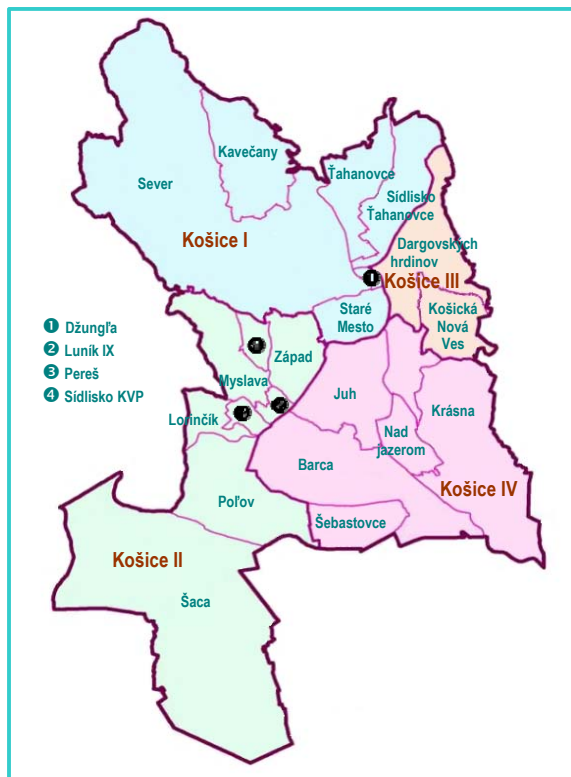 Kavečany
Ťahanovce
Sever
Sídlisko
Ťahanovce
Košice I
Dargovských
hrdinov
Košice III
Staré
Mesto
Košická
Nová
Ves
❶ Džungľa
❷ Luník IX
❸ Pereš
❹ Sídlisko KVP
Západ
Myslava
Juh
Krásna
Lorinčík
Nad
jazerom
Barca
Košice IV
Poľov
Šebastovce
Košice II
Šaca